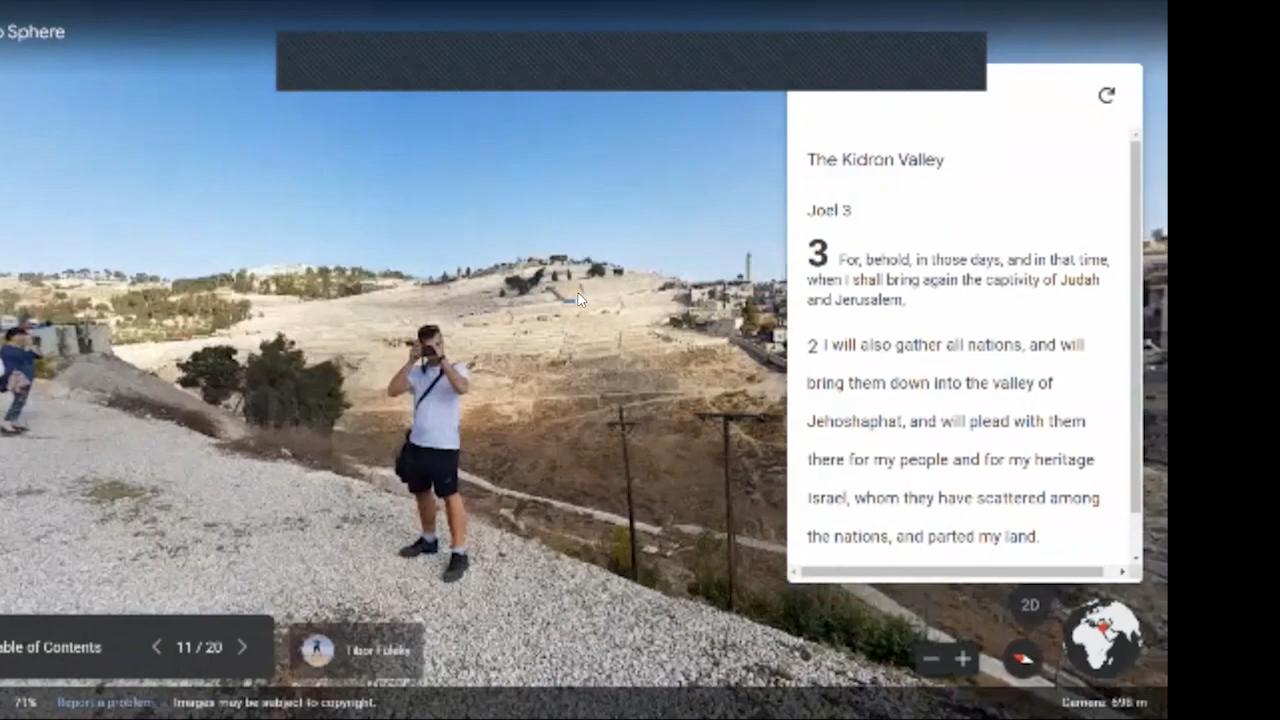 Sphere
The Kidron Valley
Joel 3
3 For, behold, in those days, and in that time,
when I shall bring again the captivity of Judah
and Jerusalem,
2 I will also gather all nations, and will
bring them down into the valley of
Jehoshaphat, and will plead with them
there for my people and for my heritage
Israel, whom they have scattered among
the nations, and parted my land.
2D
able of Contents
11 / 20
71%
Report a problem
Images may be subject to copyright.
Camera: 698 m